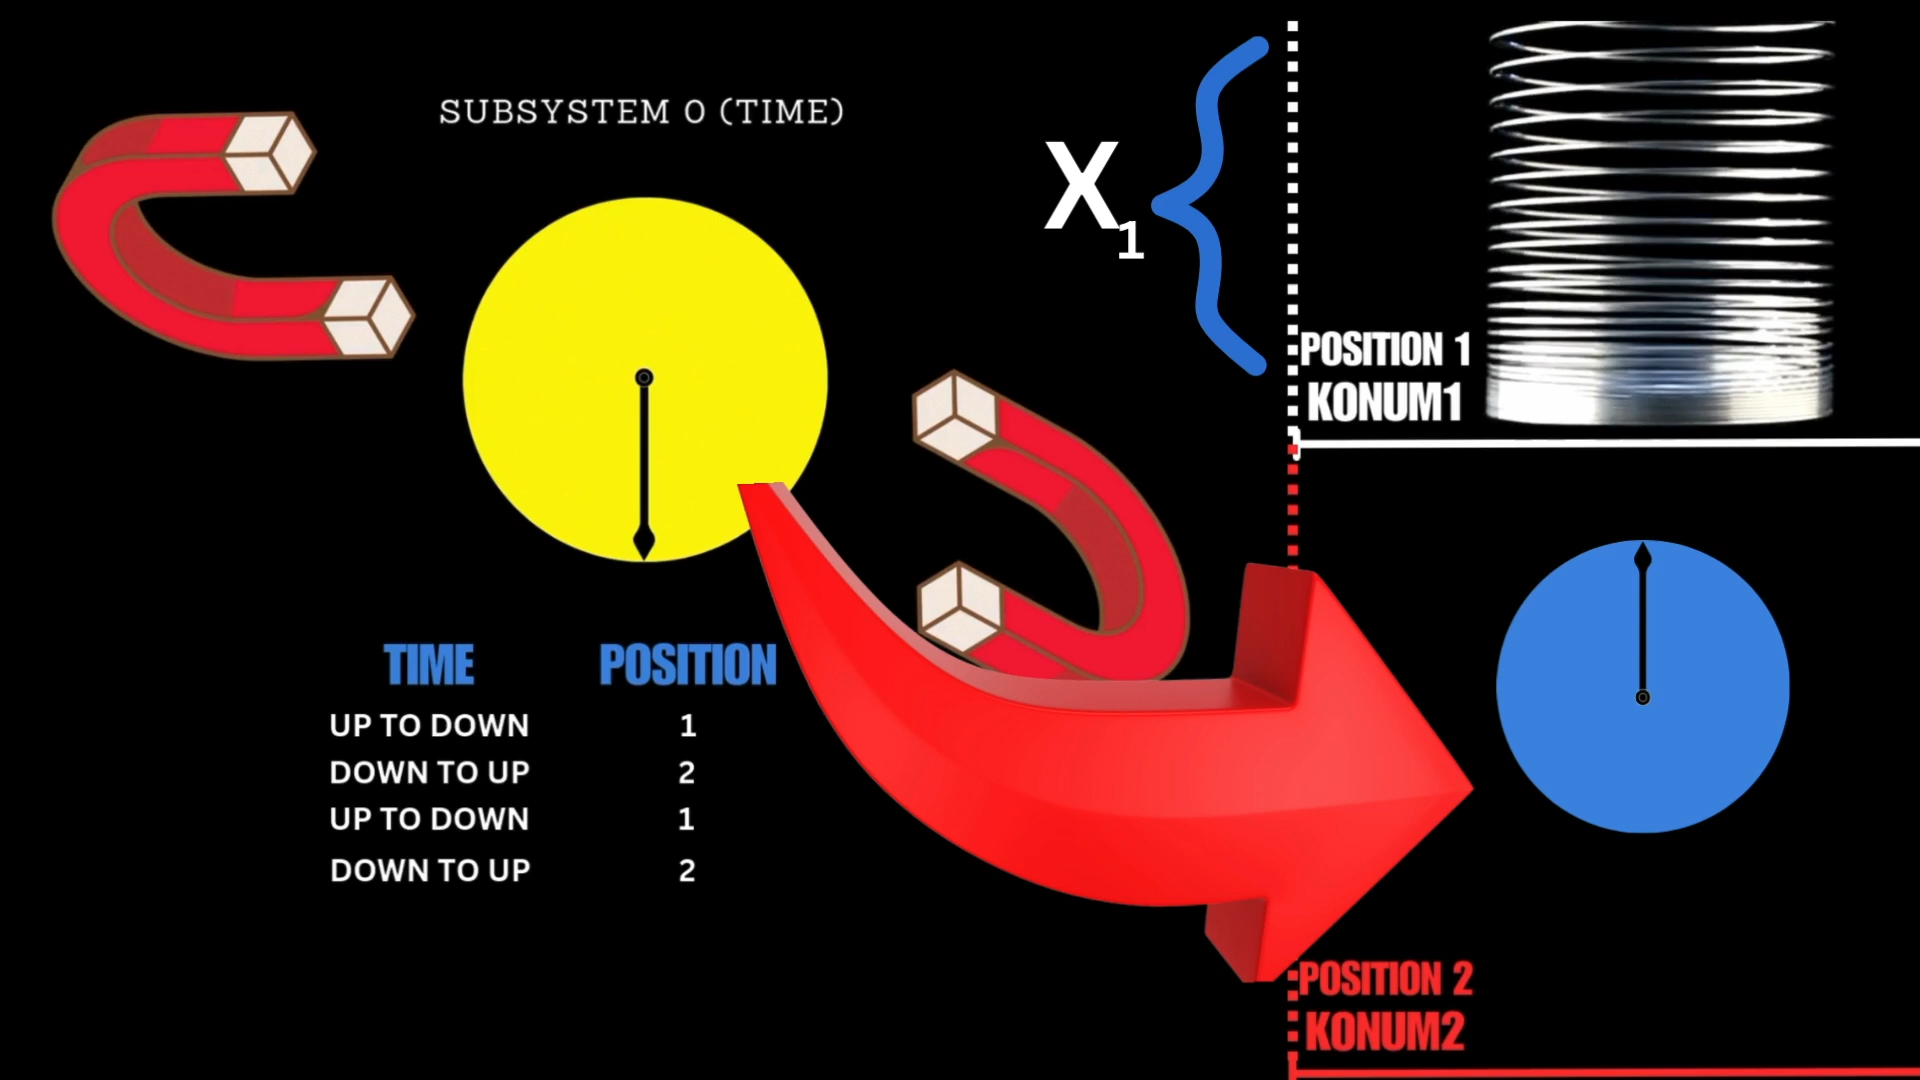 SUBSYSTEM 0 (TIME)
X1
POSITION 1
KONUM1
TIME POSITION
UP TO DOWN 1
DOWN TO UP 2
UP TO DOWN 1
DOWN TO UP 2
POSITION 2
KONUM2